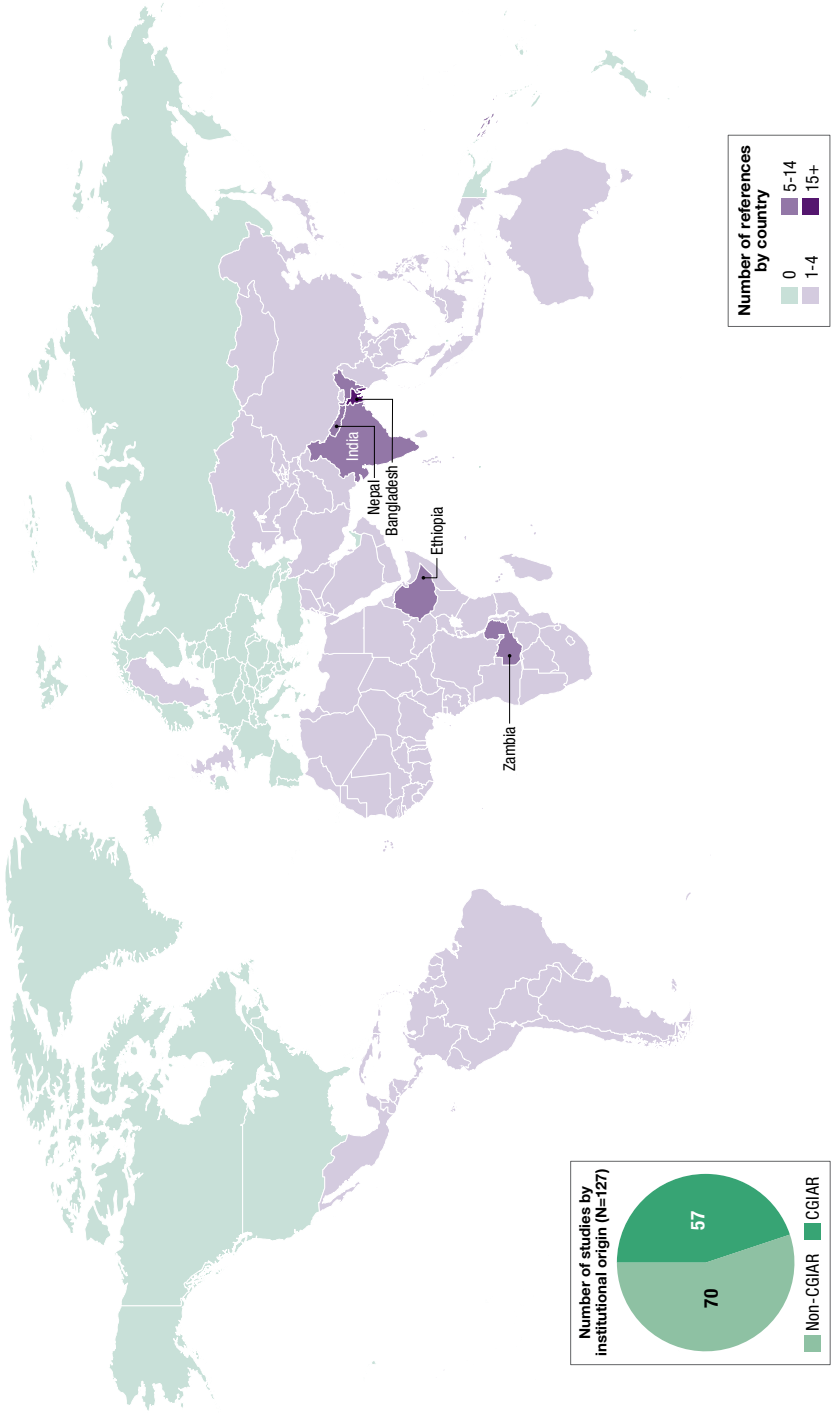 India
Nepal
Bangladesh
Ethiopia
Zambia
Number of studies by
institutional origin (N=127)
70
57
Non-CGIAR
CGIAR
Number of references
by country
0
5-14
1-4
15+